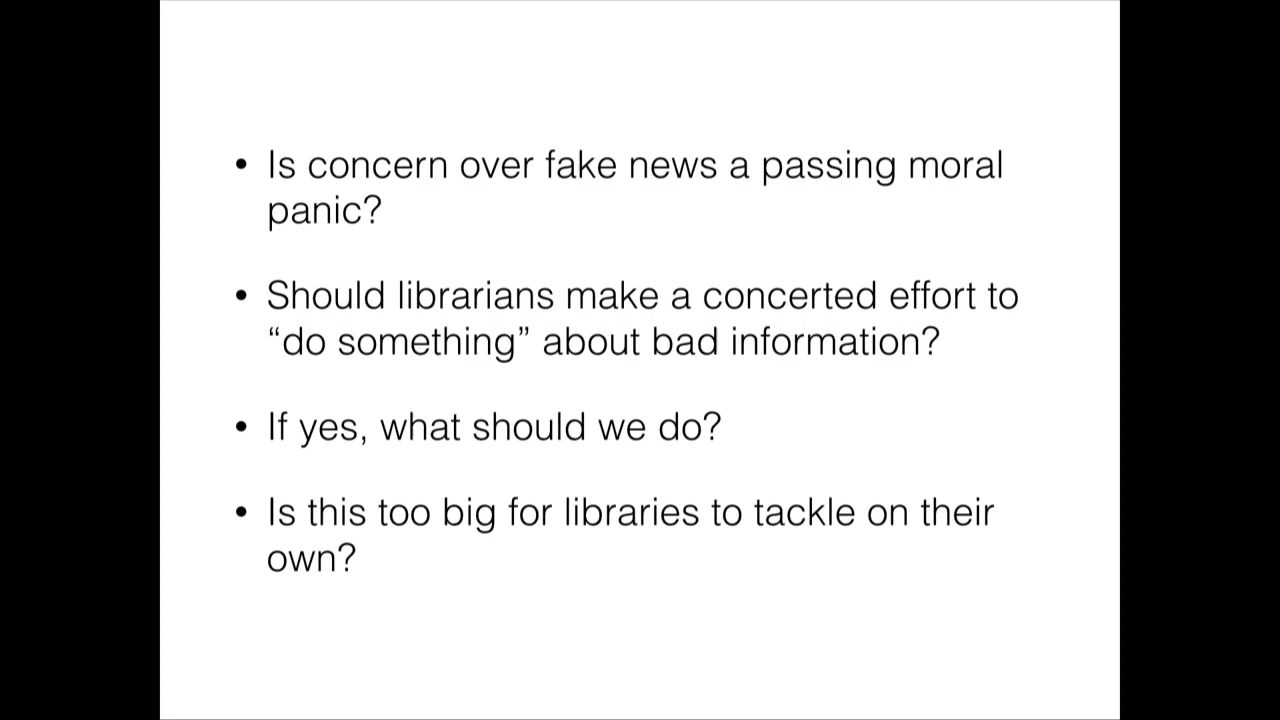 • Is concern over fake news a passing moral
panic?
• Should librarians make a concerted effort to
“do something” about bad information?
• If yes, what should we do?
• Is this too big for libraries to tackle on their
own?